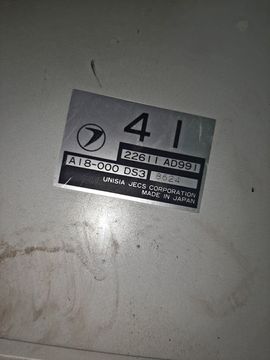 41
22611 AD991
A18-000 DS3 8624
UNISIA JECS CORPORATION
MADE IN JAPAN